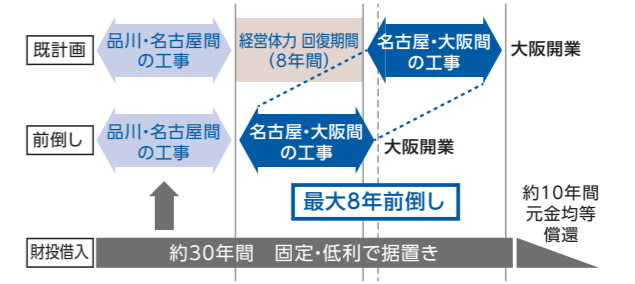 既計画
品川・名古屋間
の工事
経営体力 回復期間
(8年間)
名古屋・大阪間
の工事
大阪開業
前倒し
品川・名古屋間
の工事
名古屋・大阪間
の工事
大阪開業
最大8年前倒し
約10年間
元金均等
償還
財投借入
約30年間 固定・低利で据置き